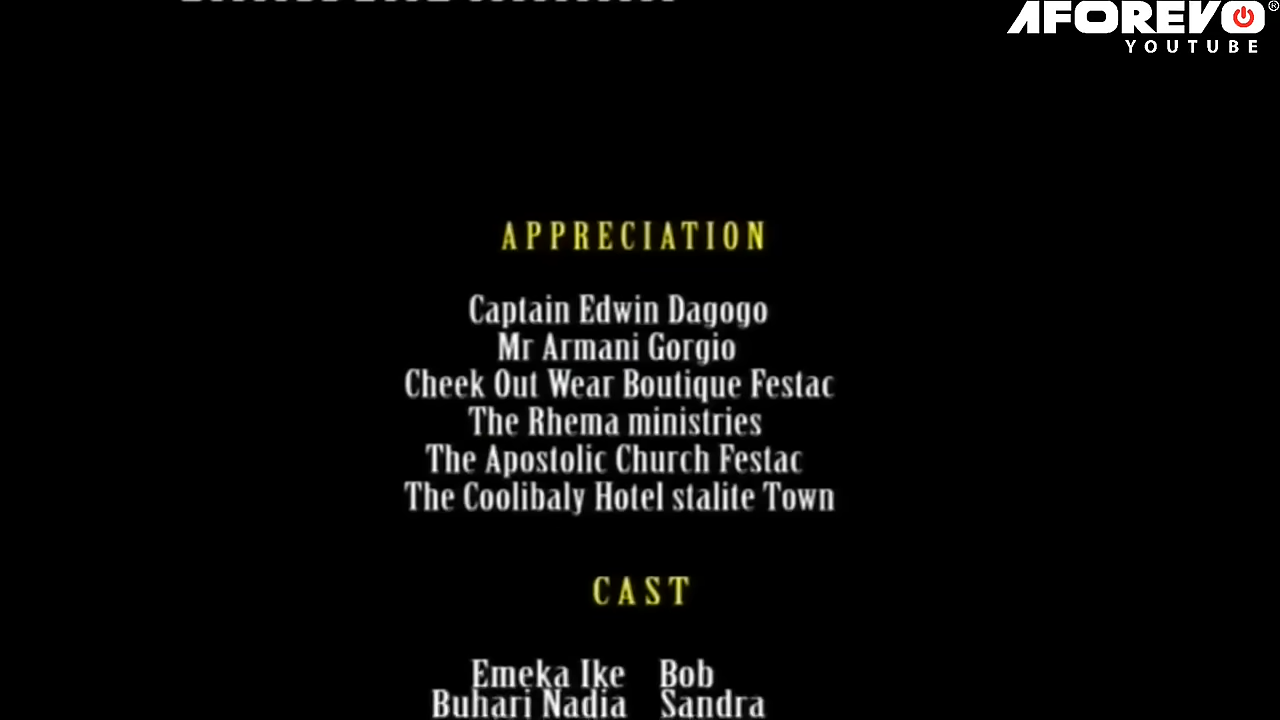 AFOREVO®
YOUTUBE
APPRECIATION
Captain Edwin Dagogo
Mr Armani Gorgio
Cheek Out Wear Boutique Festac
The Rhema ministries
The Apostolic Church Festac
The Coolibaly Hotel stalite Town
CAST
Emeka Ike Bob
Buhari Nadia Sandra